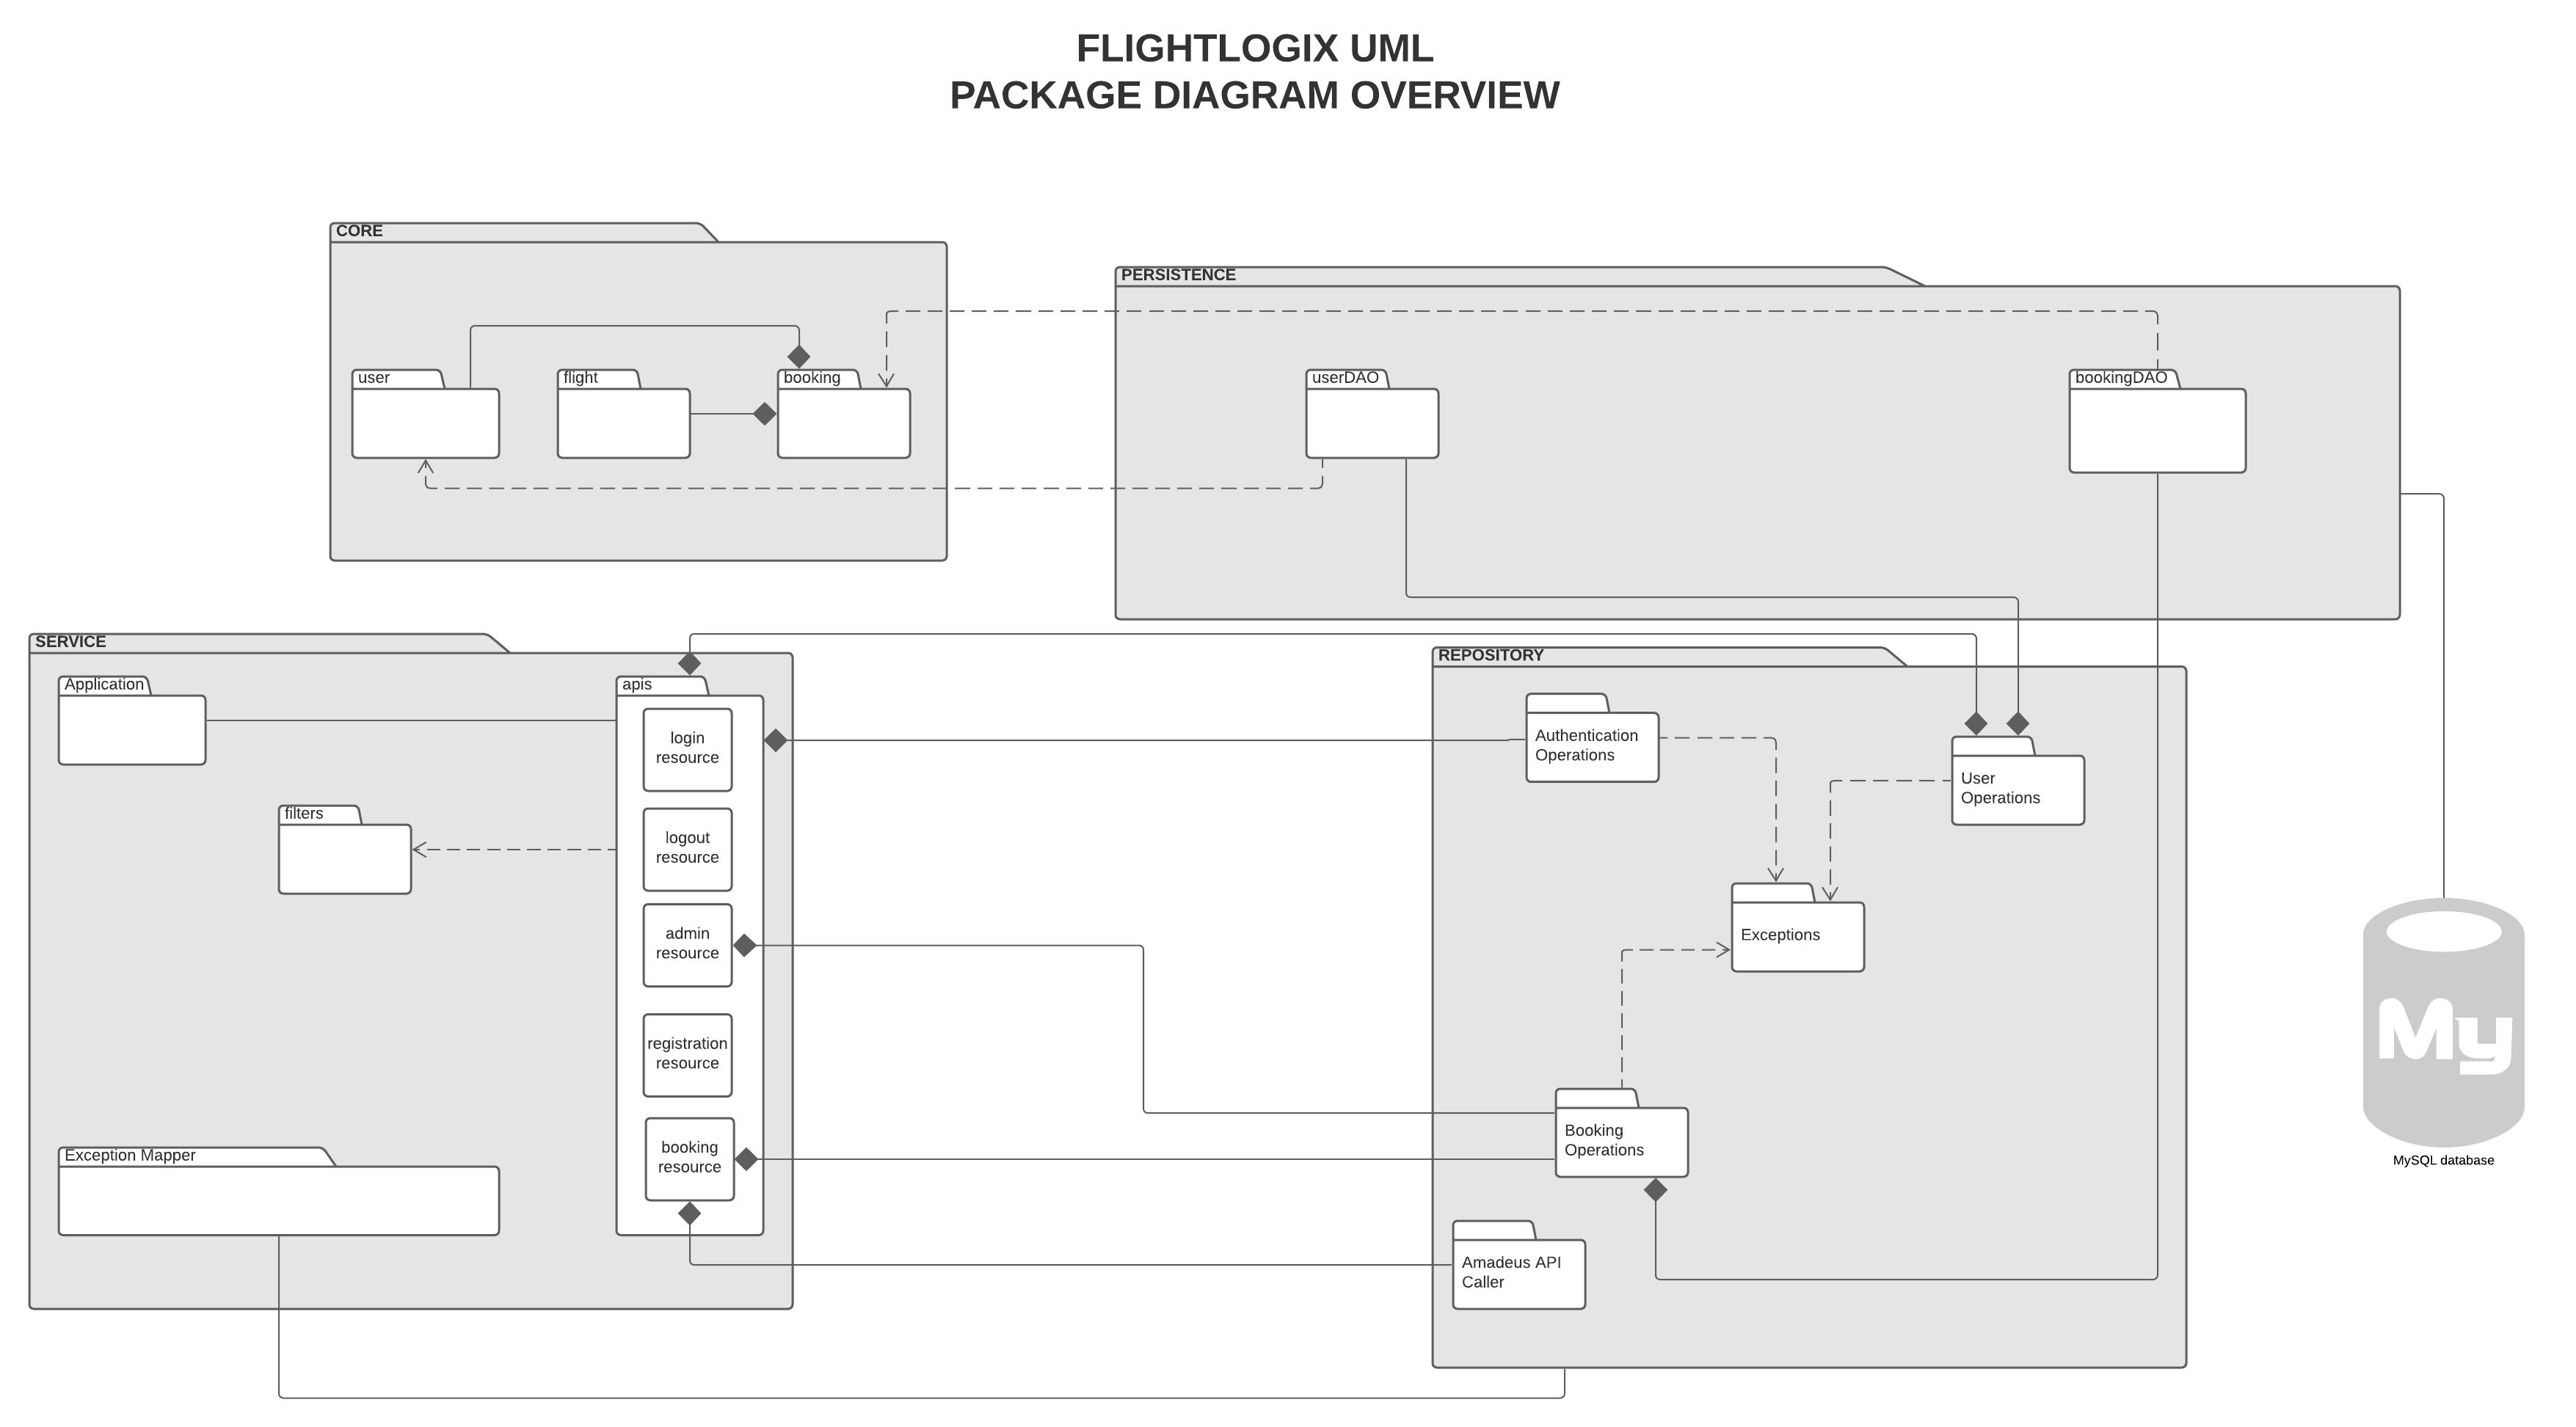 FLIGHTLOGIX UML
PACKAGE DIAGRAM OVERVIEW
CORE
user
flight
booking
PERSISTENCE
userDAO
bookingDAO
SERVICE
Application
apis
login
resource
logout
resource
admin
resource
registration
resource
booking
resource
filters
Exception Mapper
REPOSITORY
Authentication
Operations
User
Operations
Exceptions
Booking
Operations
Amadeus API
Caller
My
MySQL database